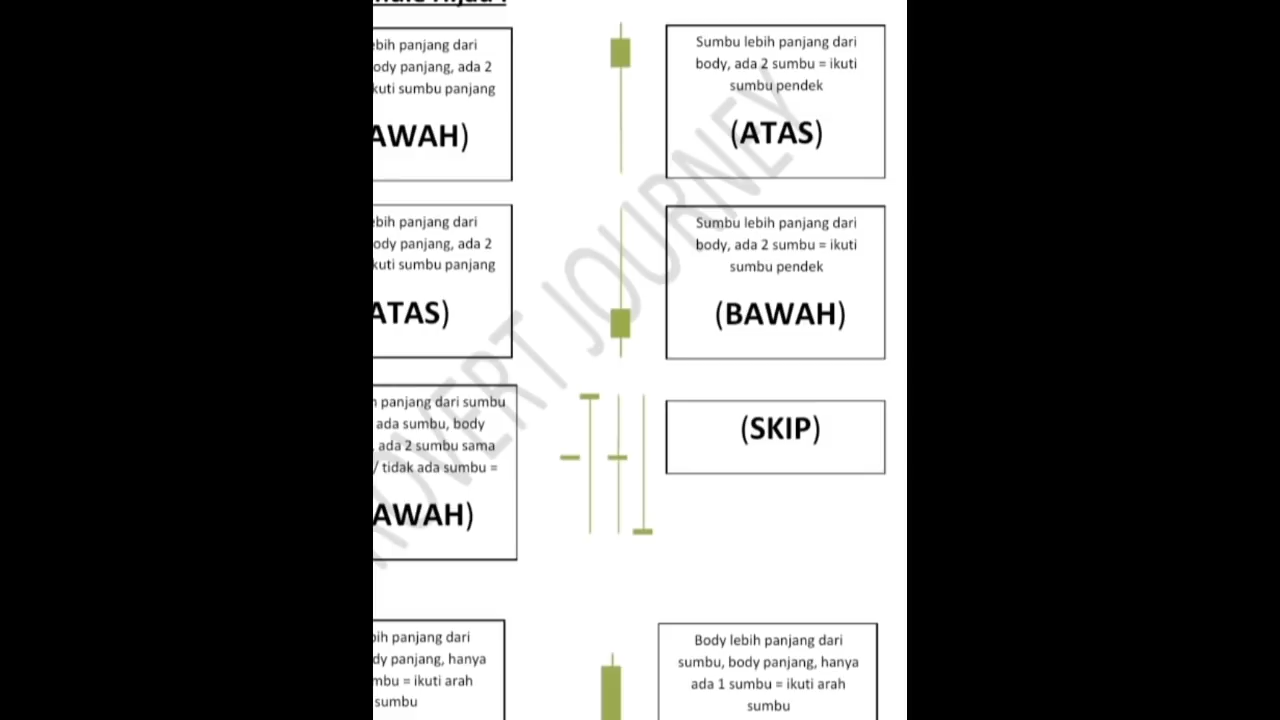 ebih panjang dari
ody panjang, ada 2
kuti sumbu panjang
AWAH)
Sumbu lebih panjang dari
body, ada 2 sumbu = ikuti
sumbu pendek
(ATAS)
ebih panjang dari
ody panjang, ada 2
kuti sumbu panjang
ATAS)
Sumbu lebih panjang dari
body, ada 2 sumbu = ikuti
sumbu pendek
(BAWAH)
panjang dari sumbu
ada sumbu, body
, ada 2 sumbu sama
/ tidak ada sumbu =
AWAH)
(SKIP)
ih panjang dari
dy panjang, hanya
mbu = ikuti arah
sumbu
Body lebih panjang dari
sumbu, body panjang, hanya
ada 1 sumbu = ikuti arah
sumbu
OVERT JOURNEY